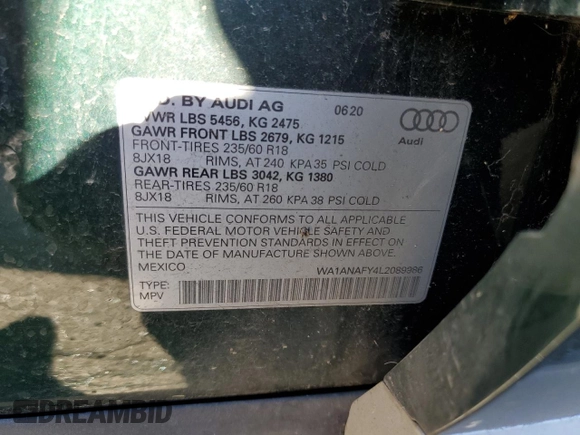 D. BY AUDI AG 0620
GVWR LBS 5456, KG 2475
GAWR FRONT LBS 2679, KG 1215
FRONT-TIRES 235/60 R18
8JX18 RIMS, AT 240 KPA 35 PSI COLD
GAWR REAR LBS 3042, KG 1380
REAR-TIRES 235/60 R18
8JX18 RIMS, AT 260 KPA 38 PSI COLD
Audi
THIS VEHICLE CONFORMS TO ALL APPLICABLE
U.S. FEDERAL MOTOR VEHICLE SAFETY AND
THEFT PREVENTION STANDARDS IN EFFECT ON
THE DATE OF MANUFACTURE SHOWN ABOVE.
MEXICO. WA1ANAFY4L2089986
TYPE:
MPV
DREAMBID